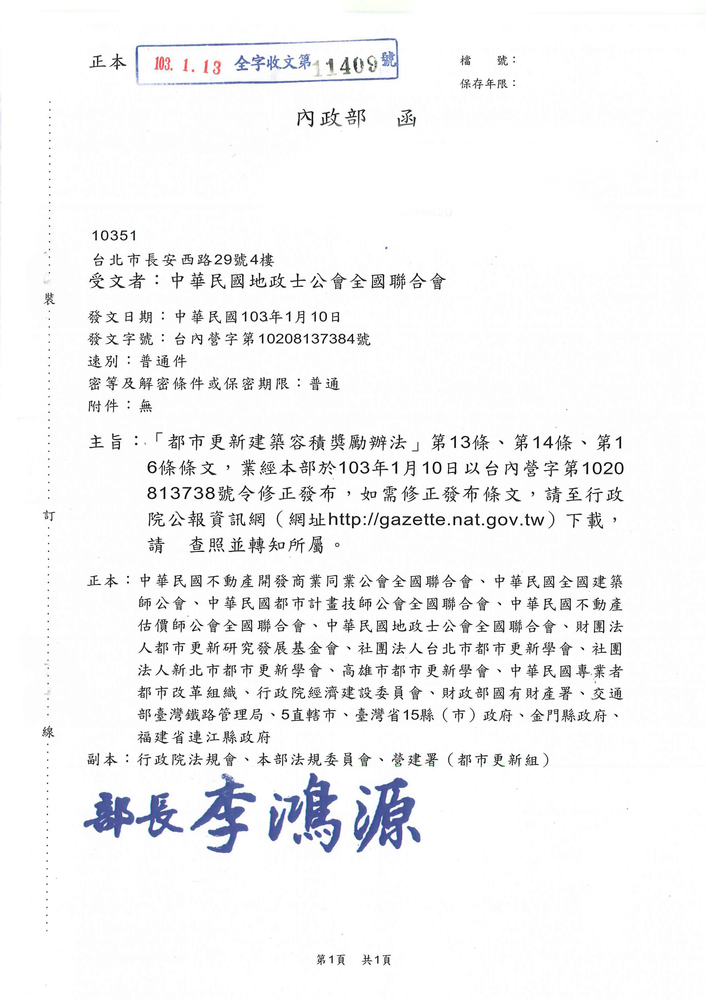 正本
103. 1. 13 全字收文第11409號
檔　　號：
保存年限：
內政部　函
10351
台北市長安西路29號4樓
受文者：中華民國地政士公會全國聯合會
發文日期：中華民國103年1月10日
發文字號：台內營字第10208137384號
速別：普通件
密等及解密條件或保密期限：普通
附件：無
主旨：「都市更新建築容積獎勵辦法」第13條、第14條、第1
6條條文，業經本部於103年1月10日以台內營字第1020
813738號令修正發布，如需修正發布條文，請至行政
院公報資訊網（網址http://gazette.nat.gov.tw）下載，
請　查照並轉知所屬。
正本：中華民國不動產開發商業同業公會全國聯合會、中華民國全國建築
師公會、中華民國都市計畫技師公會全國聯合會、中華民國不動產
估價師公會全國聯合會、中華民國地政士公會全國聯合會、財團法
人都市更新研究發展基金會、社團法人台北市都市更新學會、社團
法人新北市都市更新學會、高雄市都市更新學會、中華民國專業者
都市改革組織、行政院經濟建設委員會、財政部國有財產署、交通
部臺灣鐵路管理局、5直轄市、臺灣省15縣（市）政府、金門縣政府、
福建省連江縣政府
副本：行政院法規會、本部法規委員會、營建署（都市更新組）
部長李鴻源
裝
訂
線
第1頁　共1頁